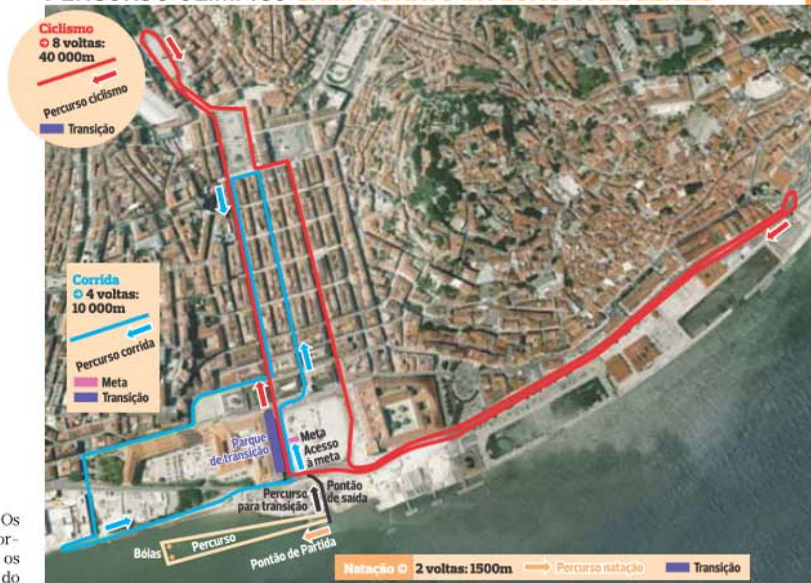 Ciclismo
8 voltas:
40 000m
Percurso ciclismo
Transição
Corrida
4 voltas:
10 000m
Percurso corrida
Meta
Transição
Parque
de transição
Meta
Acesso
à meta
Percurso
para transição
Pontão
de saída
Bóias
Percurso
Pontão de Partida
Natação 2 voltas: 1500m Percurso natação Transição
Os
or-
os
do